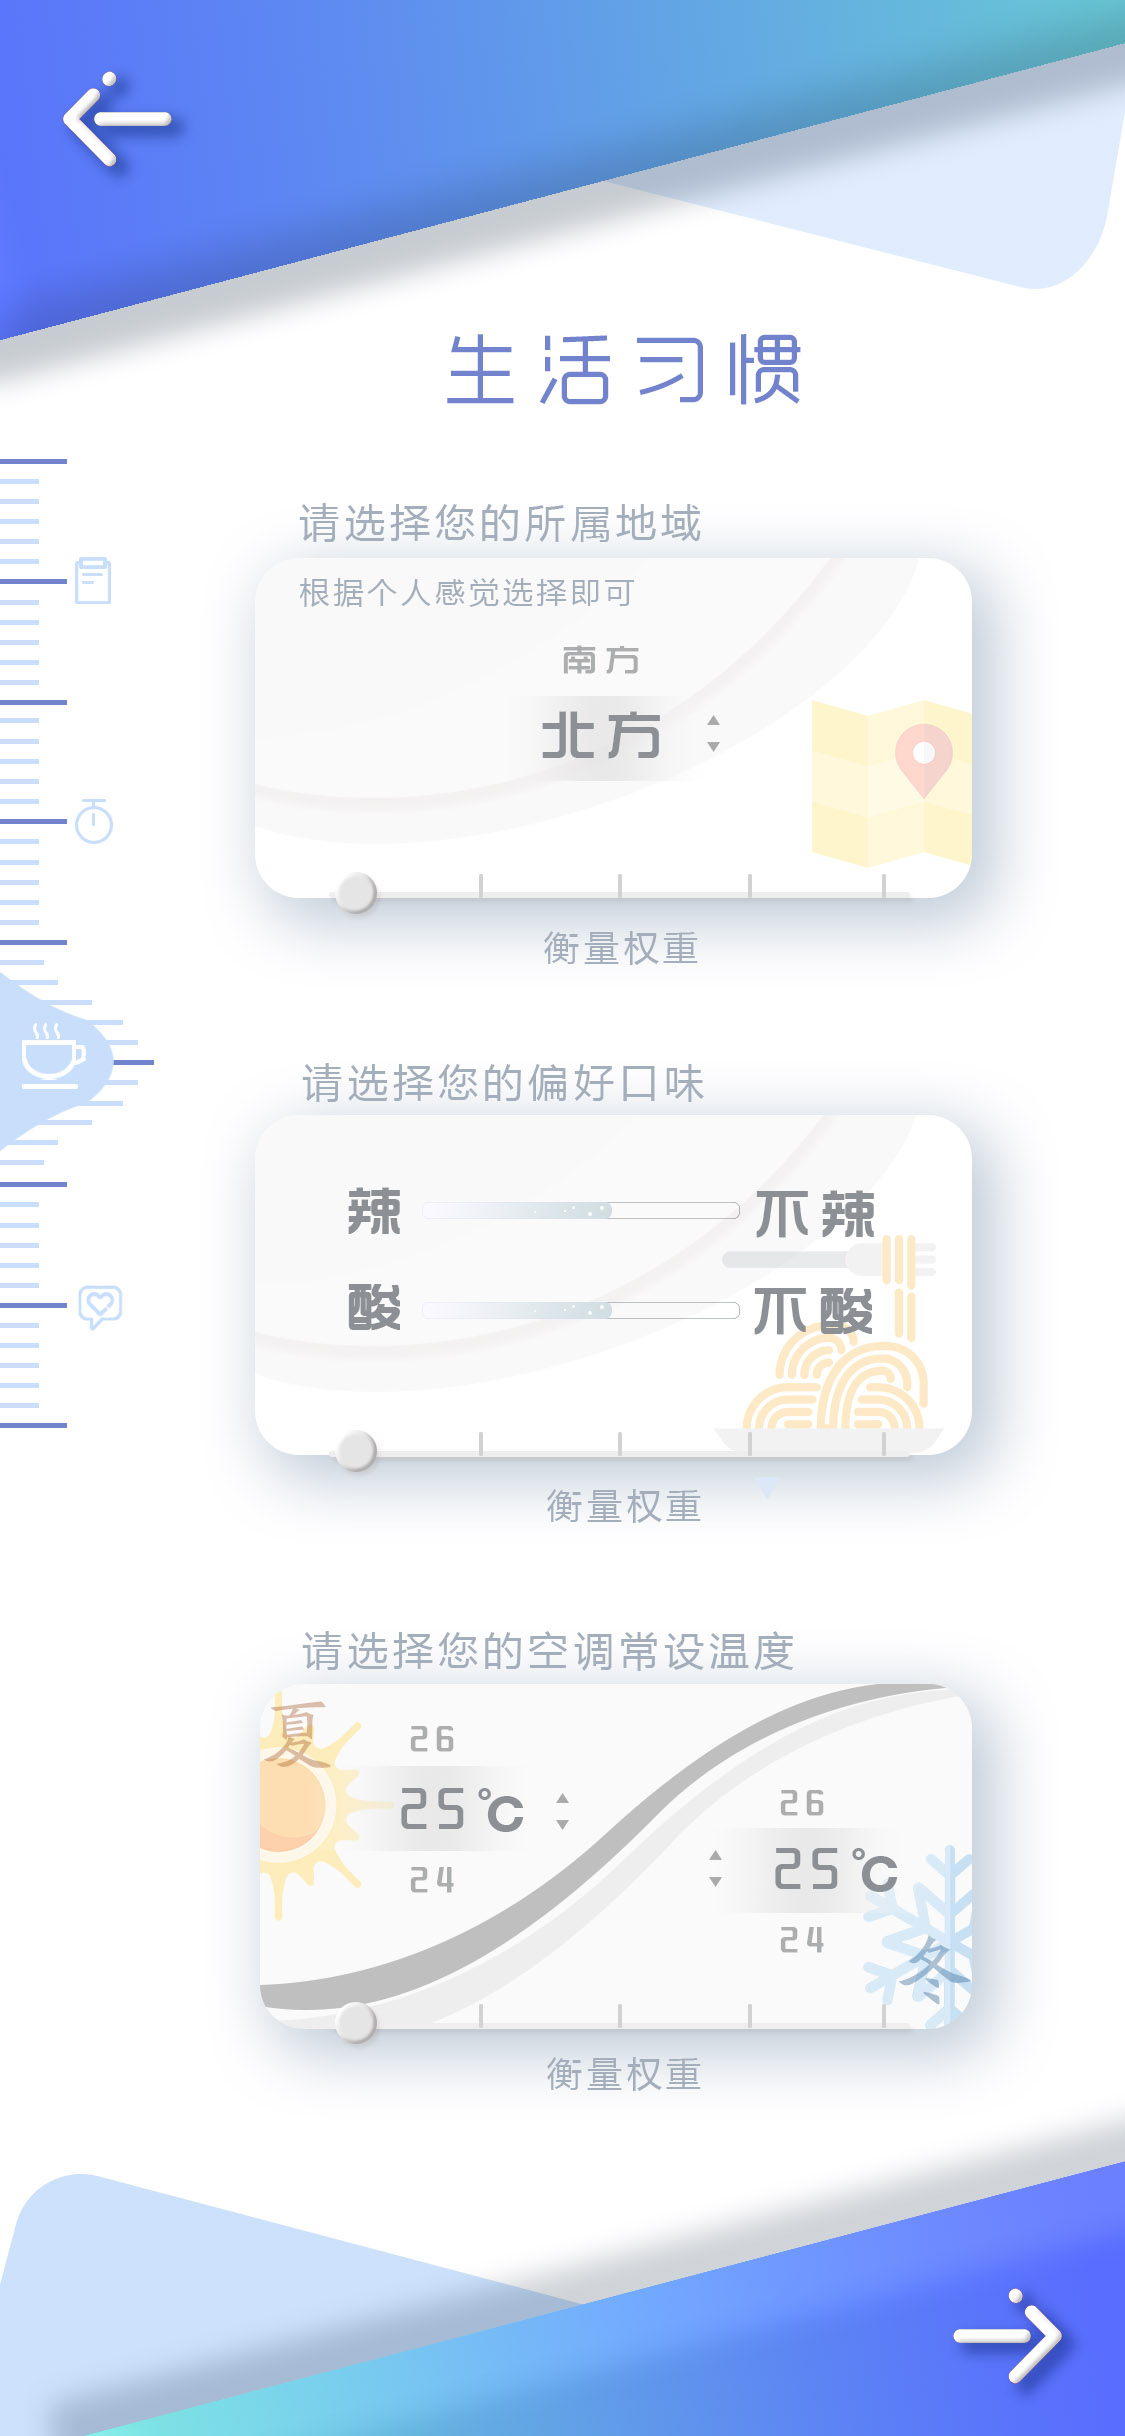 生活习惯
请选择您的所属地域
根据个人感觉选择即可
南方
北方
衡量权重
请选择您的偏好口味
辣 不辣
酸 不酸
衡量权重
请选择您的空调常设温度
夏
26
25℃
24
26
25℃
24
冬
衡量权重